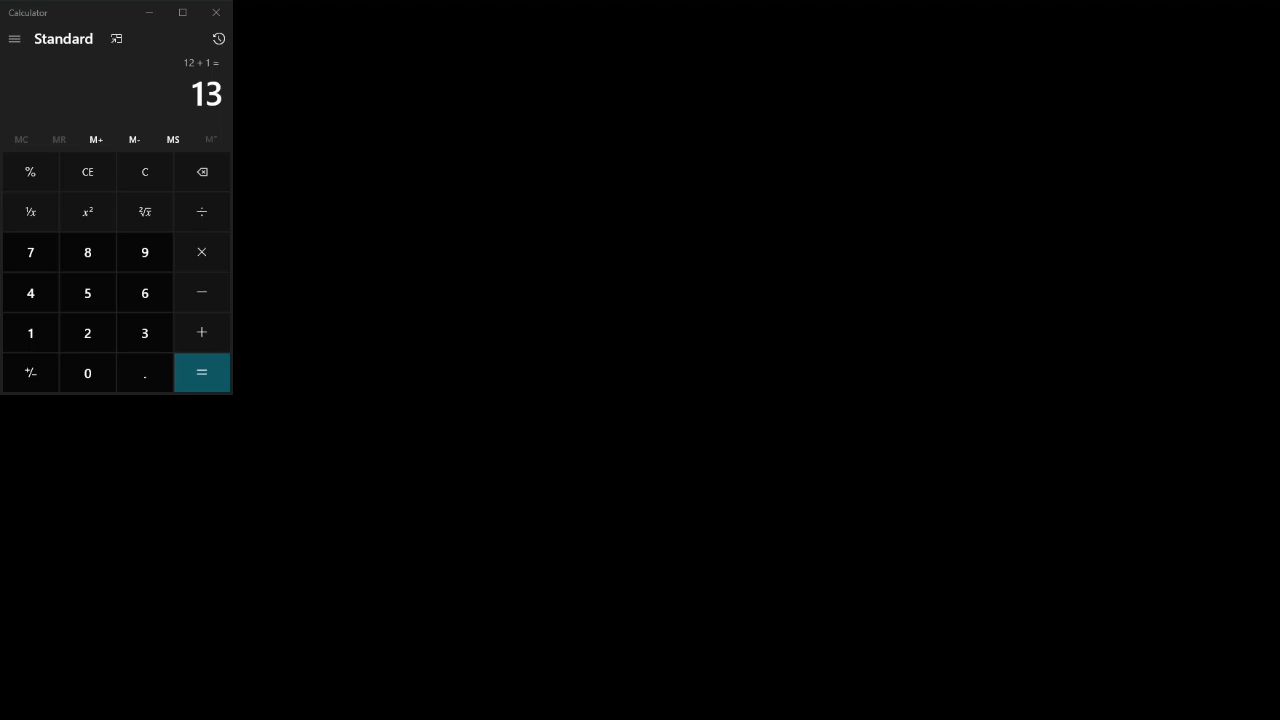 Calculator
Standard
12 + 1 =
13
MC MR M+ M- MS M˅
% CE C
¹/x x² ²√x ÷
7 8 9 ×
4 5 6 −
1 2 3 +
+/− 0 . =